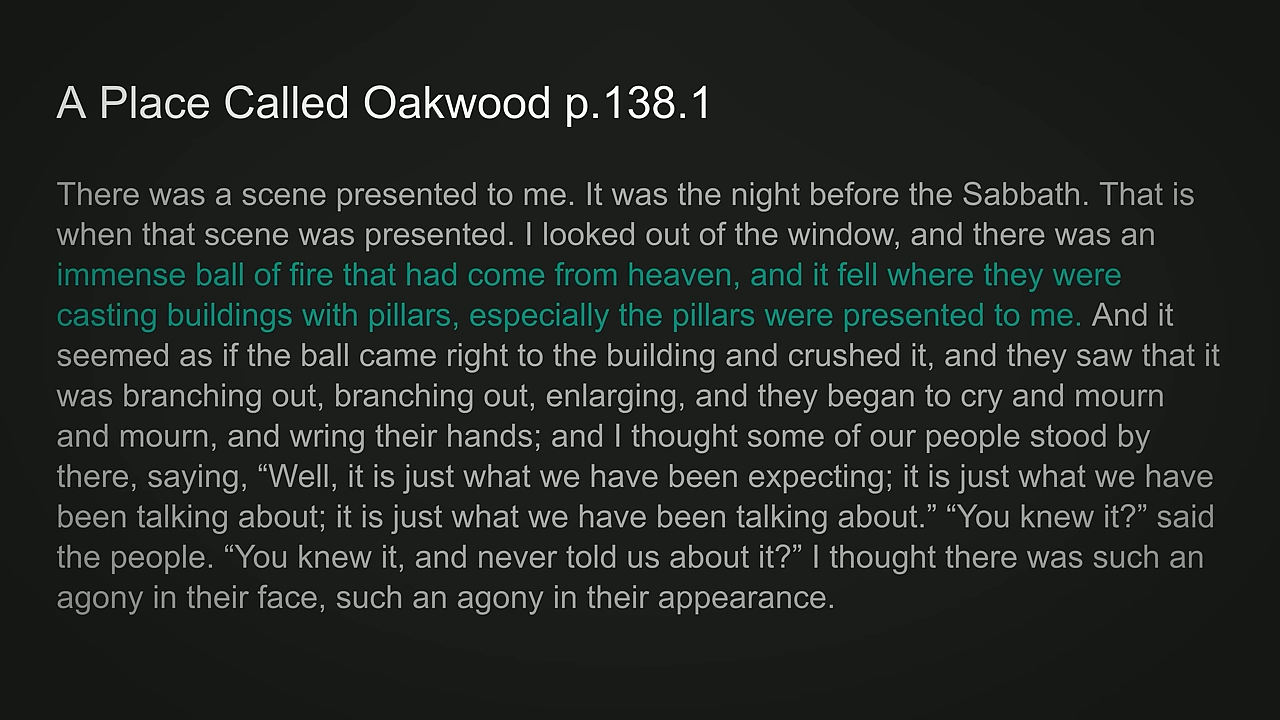 A Place Called Oakwood p.138.1
There was a scene presented to me. It was the night before the Sabbath. That is
when that scene was presented. I looked out of the window, and there was an
immense ball of fire that had come from heaven, and it fell where they were
casting buildings with pillars, especially the pillars were presented to me. And it
seemed as if the ball came right to the building and crushed it, and they saw that it
was branching out, branching out, enlarging, and they began to cry and mourn
and mourn, and wring their hands; and I thought some of our people stood by
there, saying, “Well, it is just what we have been expecting; it is just what we have
been talking about; it is just what we have been talking about.” “You knew it?” said
the people. “You knew it, and never told us about it?” I thought there was such an
agony in their face, such an agony in their appearance.